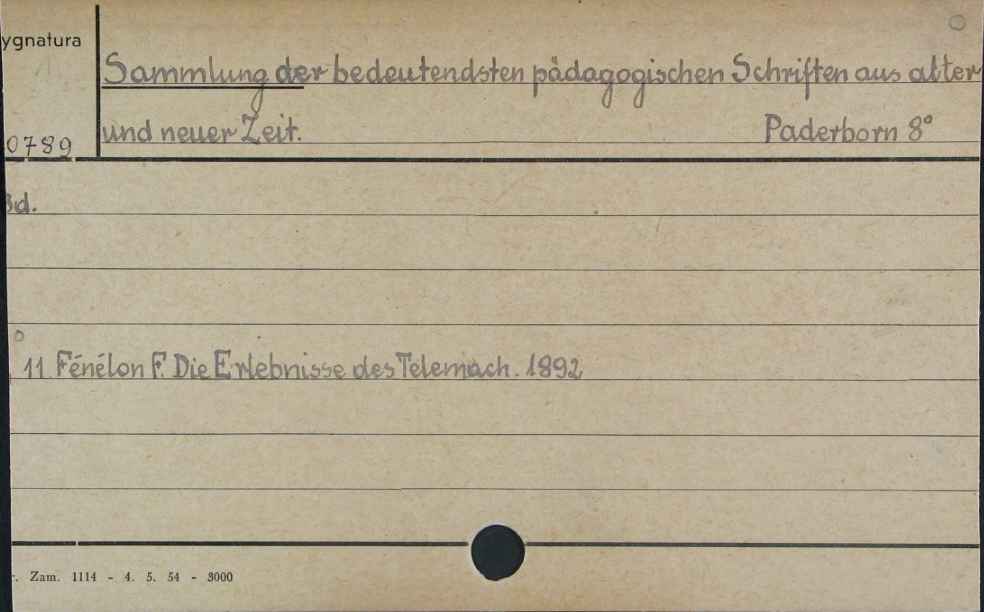 ygnatura
Sammlung der bedeutendsten pädagogischen Schriften aus alter
und neuer Zeit. Paderborn 8°
0789
Bd.
11 Fénélon F. Die Erlebnisse des Telemach. 1892
r. Zam. 1114 - 4. 5. 54 - 3000